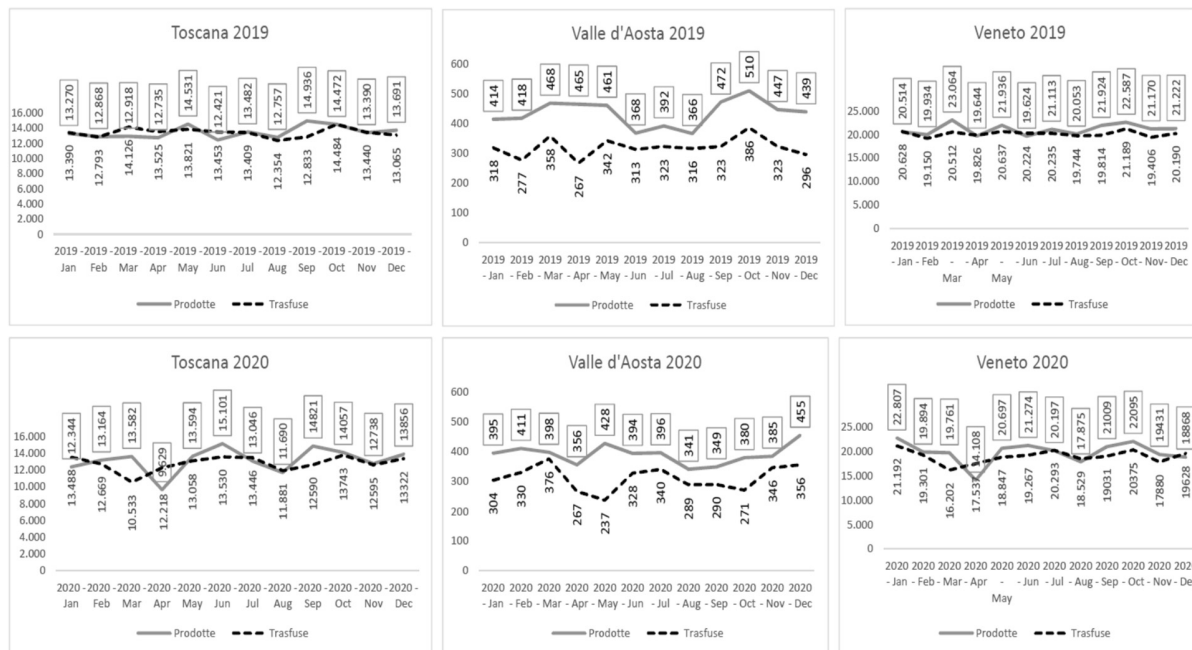 Toscana 2019
13.270 12.868 12.918 12.735 14.531 12.421 13.482 12.757 14.936 14.472 13.390 13.691
16.000
14.000
12.000
10.000
8.000
6.000
4.000
2.000
0
13.390 12.793 14.126 13.525 13.821 13.453 13.409 12.354 12.833 14.484 13.440 13.065
2019 - 2019 - 2019 - 2019 - 2019 - 2019 - 2019 - 2019 - 2019 - 2019 - 2019 - 2019 -
Jan Feb Mar Apr May Jun Jul Aug Sep Oct Nov Dec
Prodotte Trasfuse
Valle d'Aosta 2019
600
500
400
300
200
100
0
414 418 468 465 461 368 392 366 472 510 447 439
318 277 358 267 342 313 323 316 323 386 323 296
2019 2019 2019 2019 2019 2019 2019 2019 2019 2019 2019 2019
- Jan - Feb - Mar - Apr - May - Jun - Jul - Aug - Sep - Oct - Nov - Dec
Prodotte Trasfuse
Veneto 2019
20.514 19.934 23.064 19.644 21.936 19.624 21.113 20.053 21.924 22.587 21.170 21.222
25.000
20.000
15.000
10.000
5.000
0
20.628 19.150 20.512 19.826 20.637 20.224 20.235 19.744 19.814 21.189 19.406 20.190
2019 2019 2019 2019 2019 2019 2019 2019 2019 2019 2019 2019
- Jan - Feb - - Apr - - Jun - Jul - Aug - Sep - Oct - Nov - Dec
Mar May
Prodotte Trasfuse
Toscana 2020
12.344 13.164 13.582 9.629 13.594 15.101 13.046 11.690 14821 14057 12738 13856
16.000
14.000
12.000
10.000
8.000
6.000
4.000
2.000
0
13.488 12.669 10.533 12.218 13.058 13.530 13.446 11.881 12590 13743 12595 13322
2020 - 2020 - 2020 - 2020 - 2020 - 2020 - 2020 - 2020 - 2020 - 2020 - 2020 - 2020 -
Jan Feb Mar Apr May Jun Jul Aug Sep Oct Nov Dec
Prodotte Trasfuse
Valle d'Aosta 2020
600
500
400
300
200
100
0
395 411 398 356 428 394 396 341 349 380 385 455
304 330 376 267 237 328 340 289 290 271 346 356
2020 2020 2020 2020 2020 2020 2020 2020 2020 2020 2020 2020
- Jan - Feb - Mar - Apr - May - Jun - Jul - Aug - Sep - Oct - Nov - Dec
Prodotte Trasfuse
Veneto 2020
22.807 19.894 19.761 14.108 20.697 21.274 20.197 17.875 21009 22095 19431 18868
25.000
20.000
15.000
10.000
5.000
0
21.192 19.301 16.202 17.537 18.847 19.267 20.293 18.529 19031 20375 17880 19628
2020 2020 2020 2020 2020 2020 2020 2020 2020 2020 2020 2020
- Jan - Feb - Mar - Apr - - Jun - Jul - Aug - Sep - Oct - Nov - Dec
May
Prodotte Trasfuse